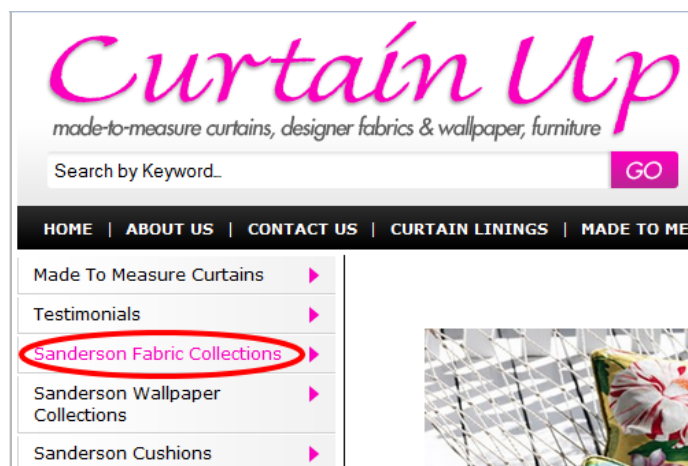 Curtain Up
made-to-measure curtains, designer fabrics & wallpaper, furniture
Search by Keyword...
GO
HOME | ABOUT US | CONTACT US | CURTAIN LININGS | MADE TO ME
Made To Measure Curtains
Testimonials
Sanderson Fabric Collections
Sanderson Wallpaper
Collections
Sanderson Cushions